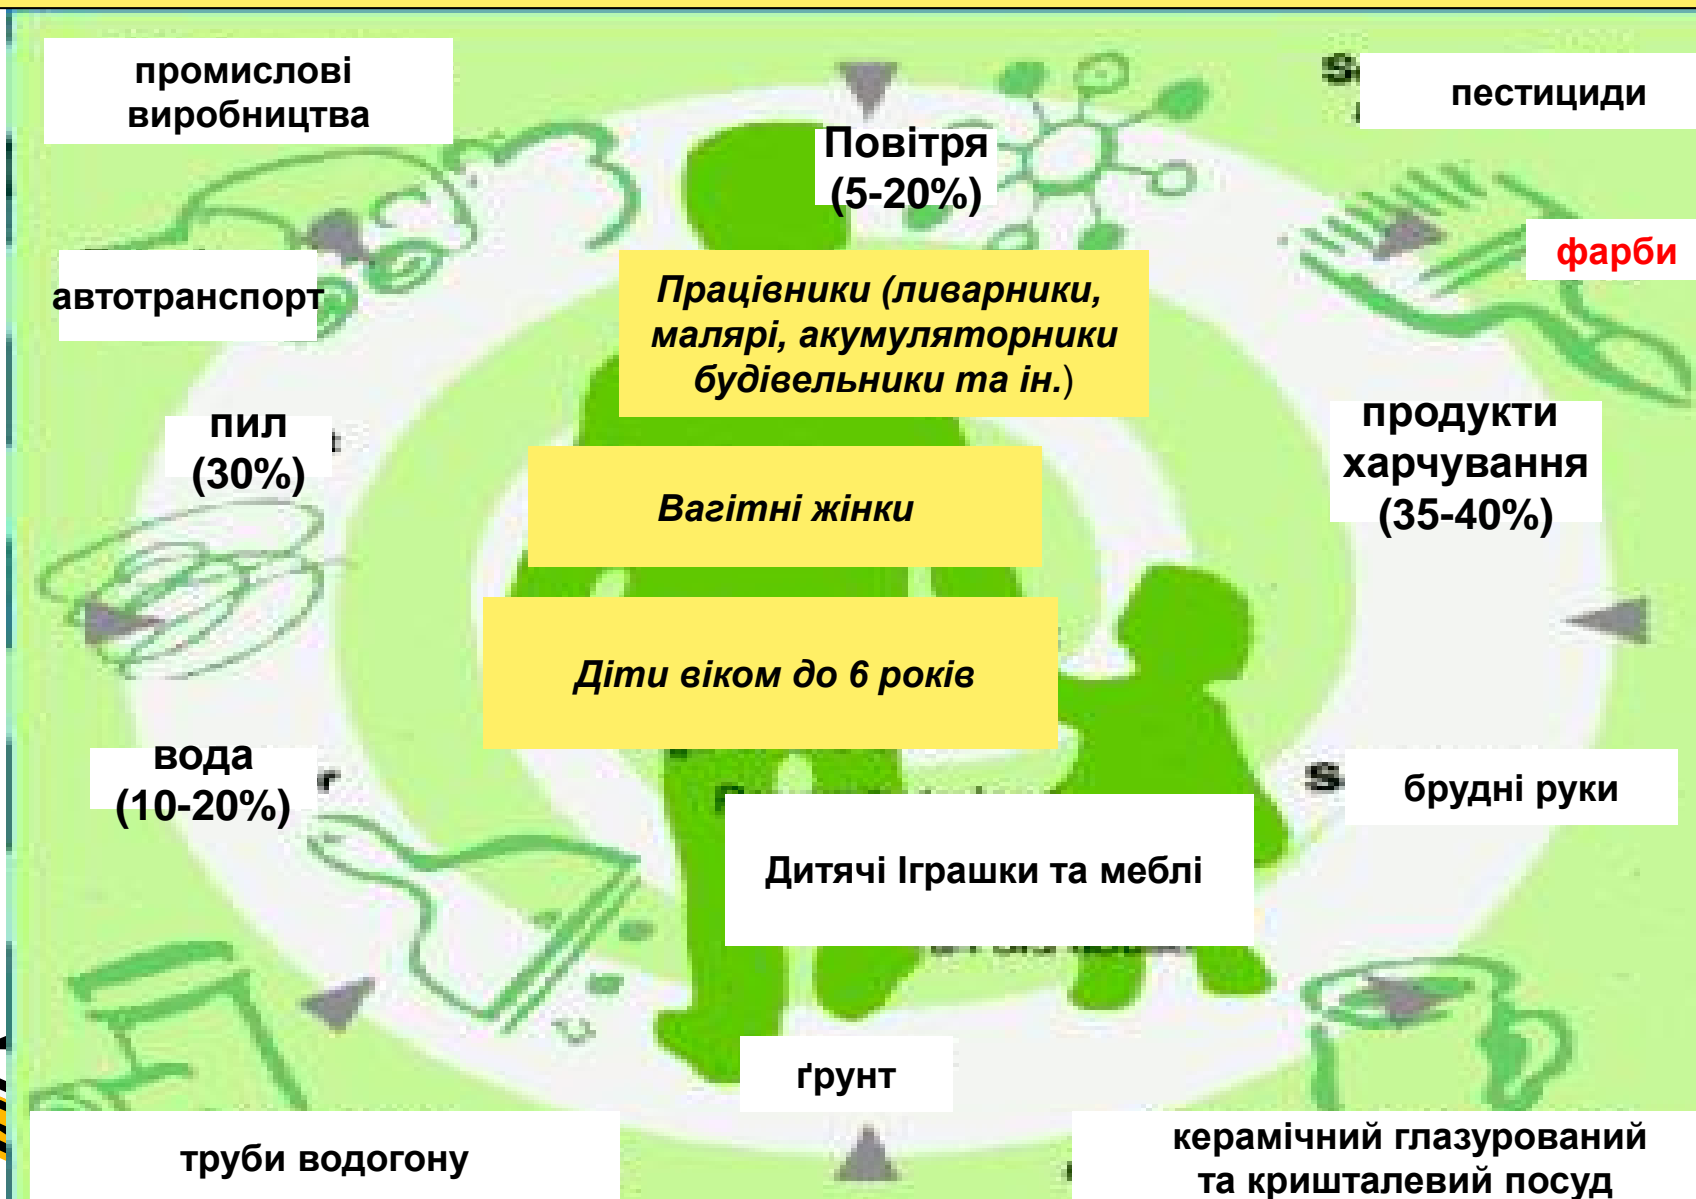 промислові
виробництва
пестициди
Повітря
(5-20%)
фарби
автотранспорт
Працівники (ливарники,
малярі, акумуляторники
будівельники та ін.)
пил
(30%)
продукти
харчування
(35-40%)
Вагітні жінки
Діти віком до 6 років
вода
(10-20%)
брудні руки
Дитячі Іграшки та меблі
ґрунт
труби водогону
керамічний глазурований
та кришталевий посуд